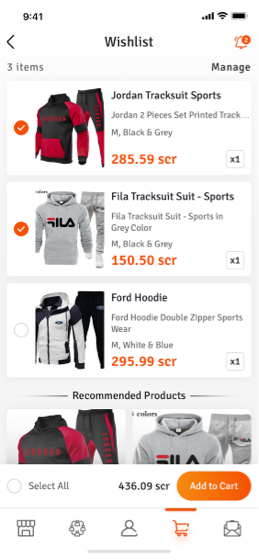 9:41
Wishlist
2
3 items
Manage
Jordan Tracksuit Sports
Jordan 2 Pieces Set Printed Track...
M, Black & Grey
285.59 scr
x1
colors
FILA
Fila Tracksuit Suit - Sports
Fila Tracksuit Suit - Sports in
Grey Color
M, Black & Grey
150.50 scr
x1
Ford Hoodie
Ford Hoodie Double Zipper Sports
Wear
M, White & Blue
295.99 scr
x1
Recommended Products
colors
FILA
Select All
436.09 scr
Add to Cart